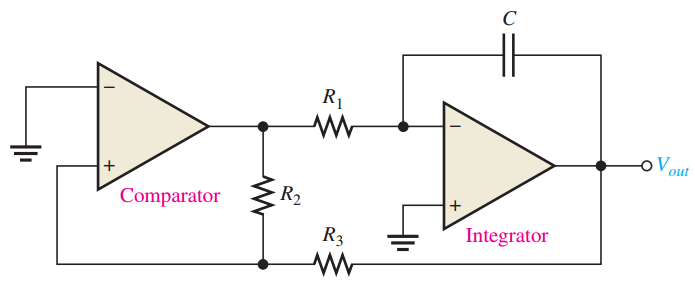 C
R1
−
−
Vout
+
Comparator
R2
+
R3
Integrator